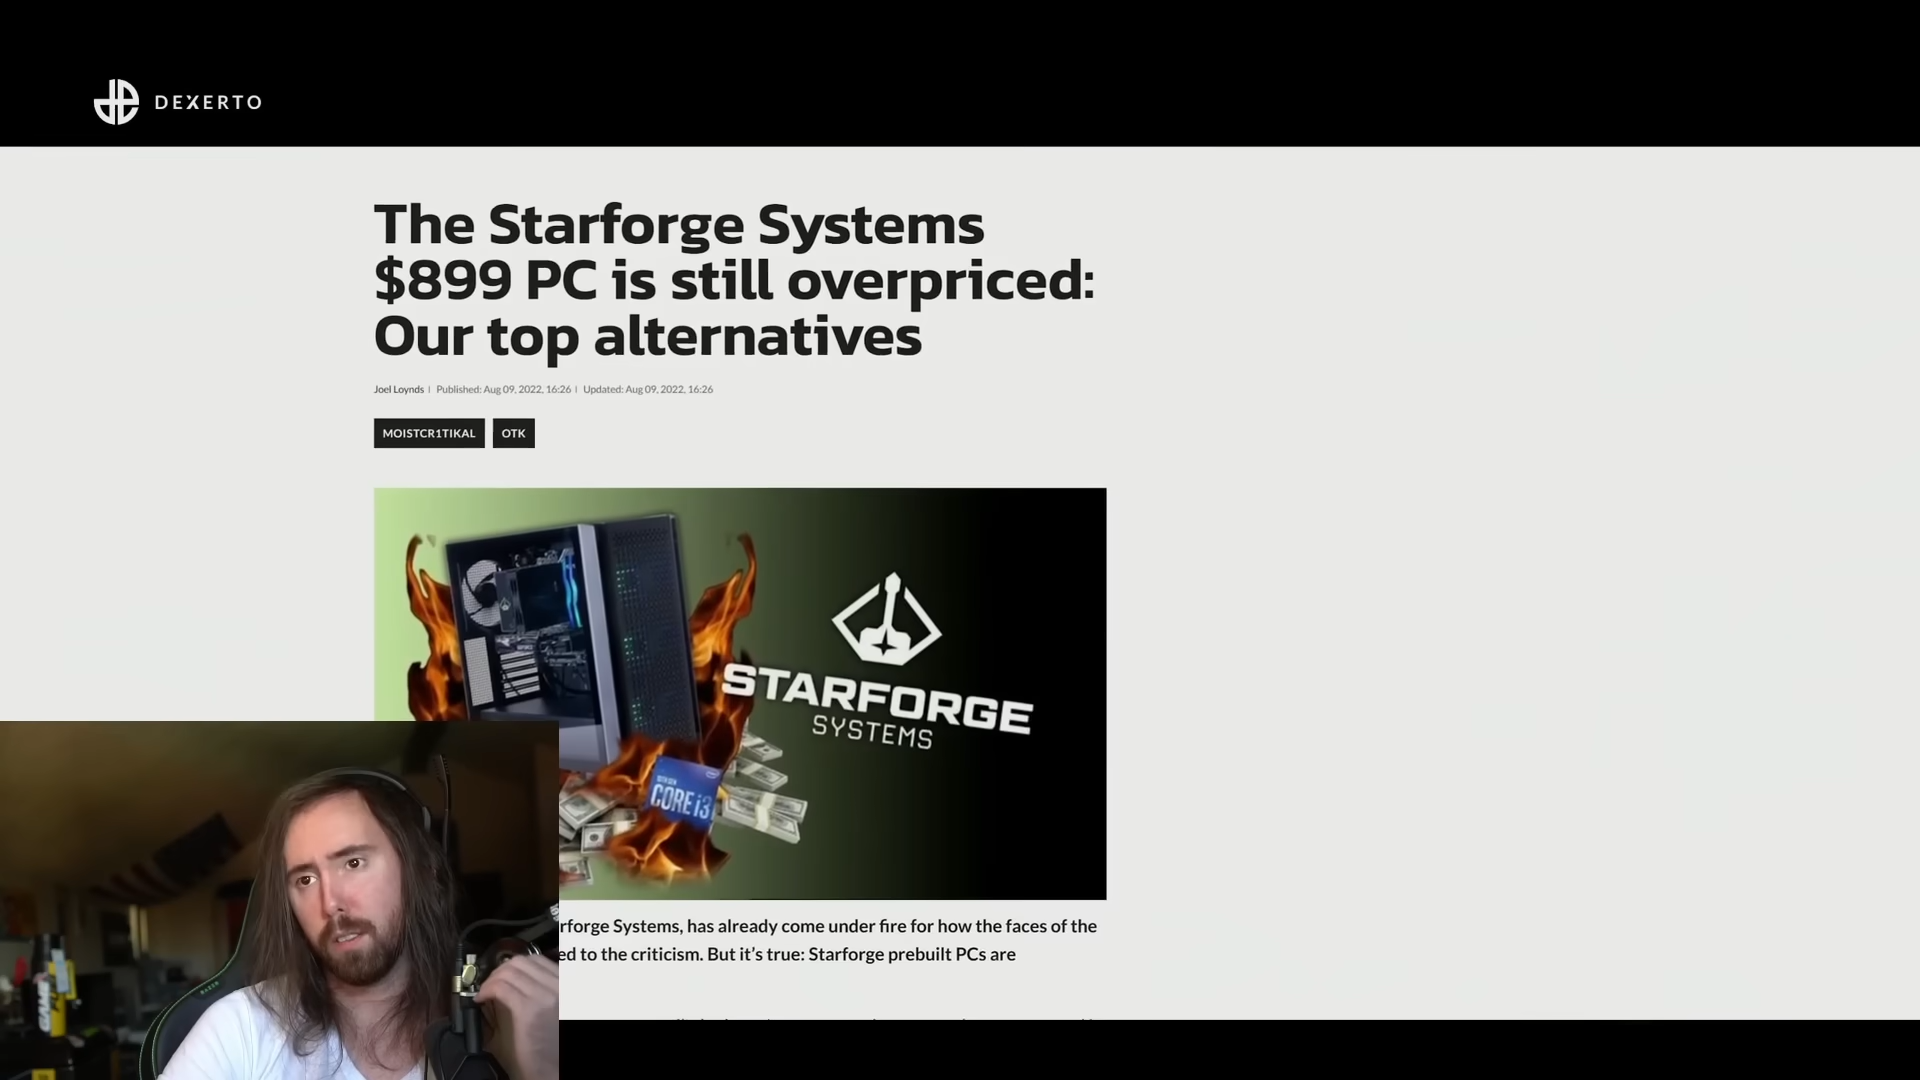 DEXERTO
The Starforge Systems
$899 PC is still overpriced:
Our top alternatives
Joel Loynds | Published: Aug 09, 2022, 16:26 | Updated: Aug 09, 2022, 16:26
MOISTCR1TIKAL OTK
STARFORGE
SYSTEMS
CORE i3
rforge Systems, has already come under fire for how the faces of the
ed to the criticism. But it’s true: Starforge prebuilt PCs are
RAZER
GAME